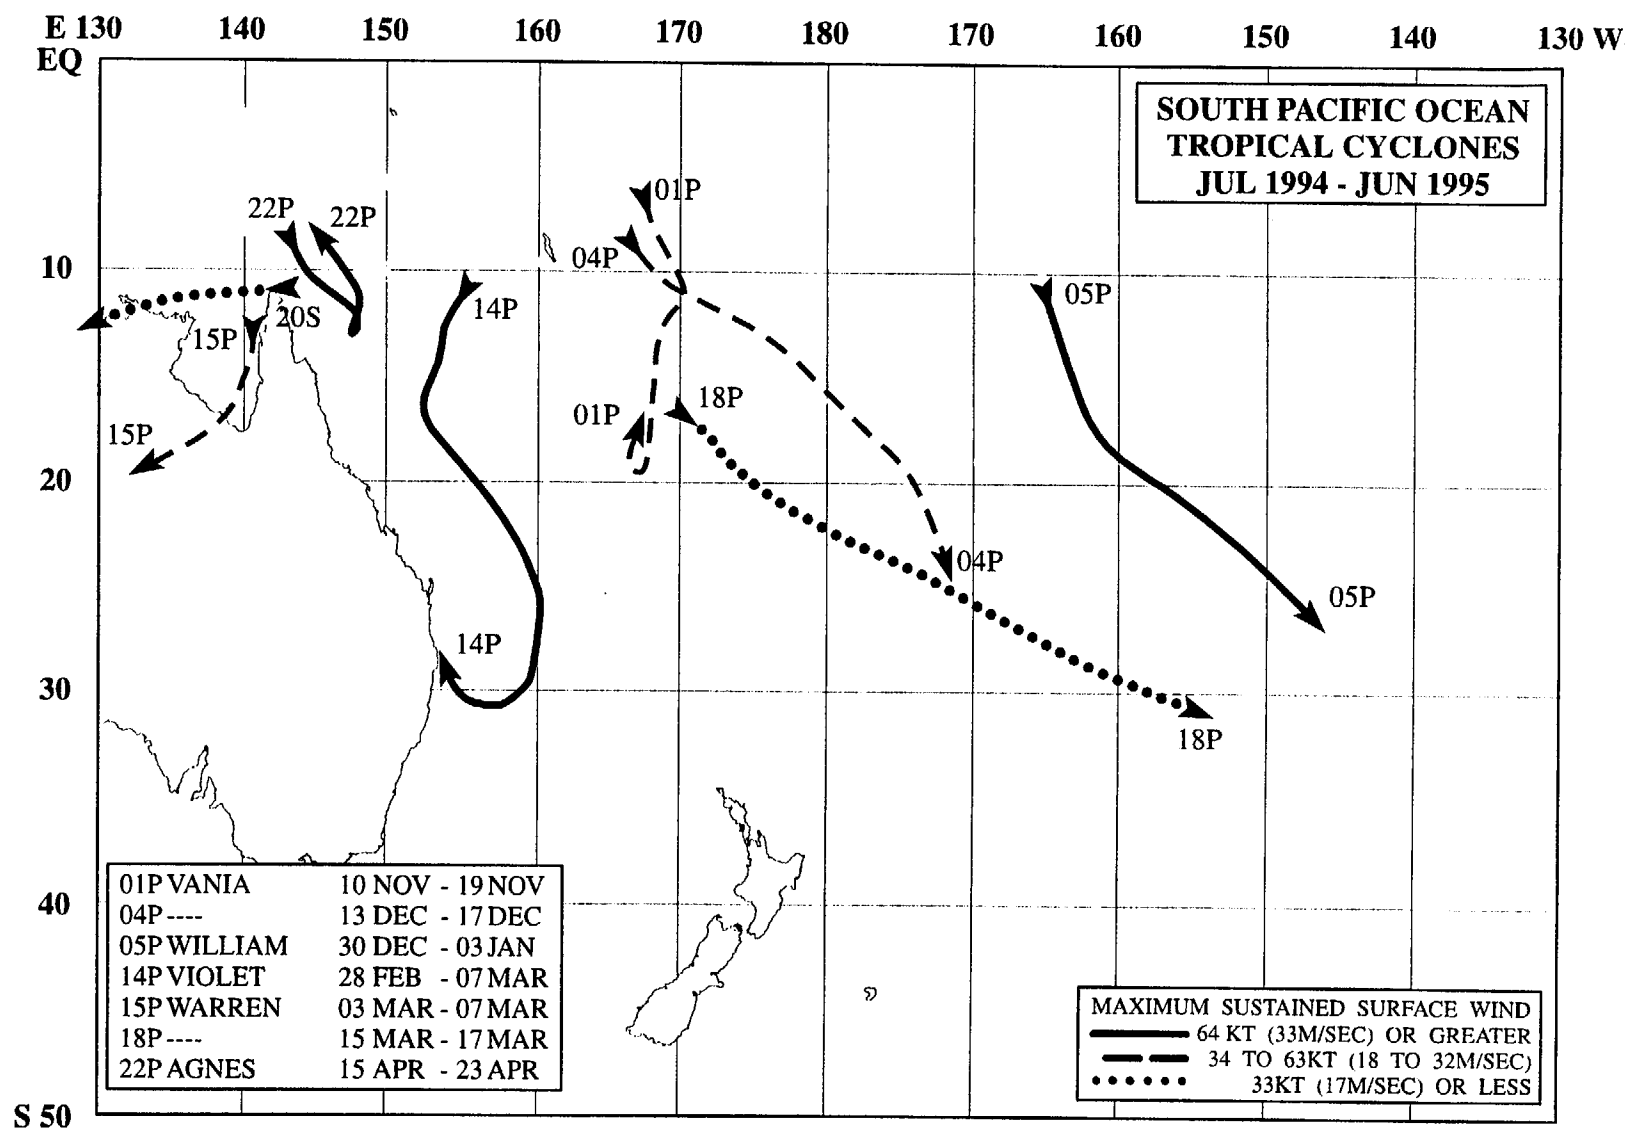 E 130 140 150 160 170 180 170 160 150 140 130 W
EQ
SOUTH PACIFIC OCEAN
TROPICAL CYCLONES
JUL 1994 - JUN 1995
01P
22P
22P
04P
10
14P
05P
20S
15P
18P
01P
15P
20
04P
05P
14P
30
18P
01P VANIA 10 NOV - 19 NOV
04P ---- 13 DEC - 17 DEC
05P WILLIAM 30 DEC - 03 JAN
14P VIOLET 28 FEB - 07 MAR
15P WARREN 03 MAR - 07 MAR
18P ---- 15 MAR - 17 MAR
22P AGNES 15 APR - 23 APR
40
MAXIMUM SUSTAINED SURFACE WIND
64 KT (33M/SEC) OR GREATER
34 TO 63KT (18 TO 32M/SEC)
33KT (17M/SEC) OR LESS
S 50